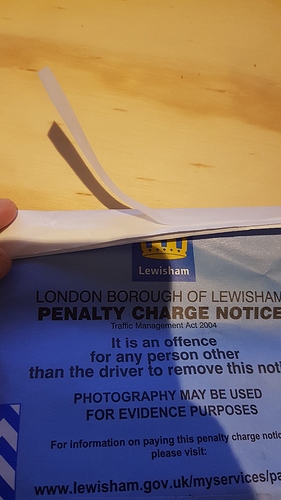 Lewisham
LONDON BOROUGH OF LEWISHAM
PENALTY CHARGE NOTICE
Traffic Management Act 2004
It is an offence
for any person other
than the driver to remove this
PHOTOGRAPHY MAY BE USED
FOR EVIDENCE PURPOSES
For information on paying this penalty charge
please visit:
www.lewisham.gov.uk/myservices/pa